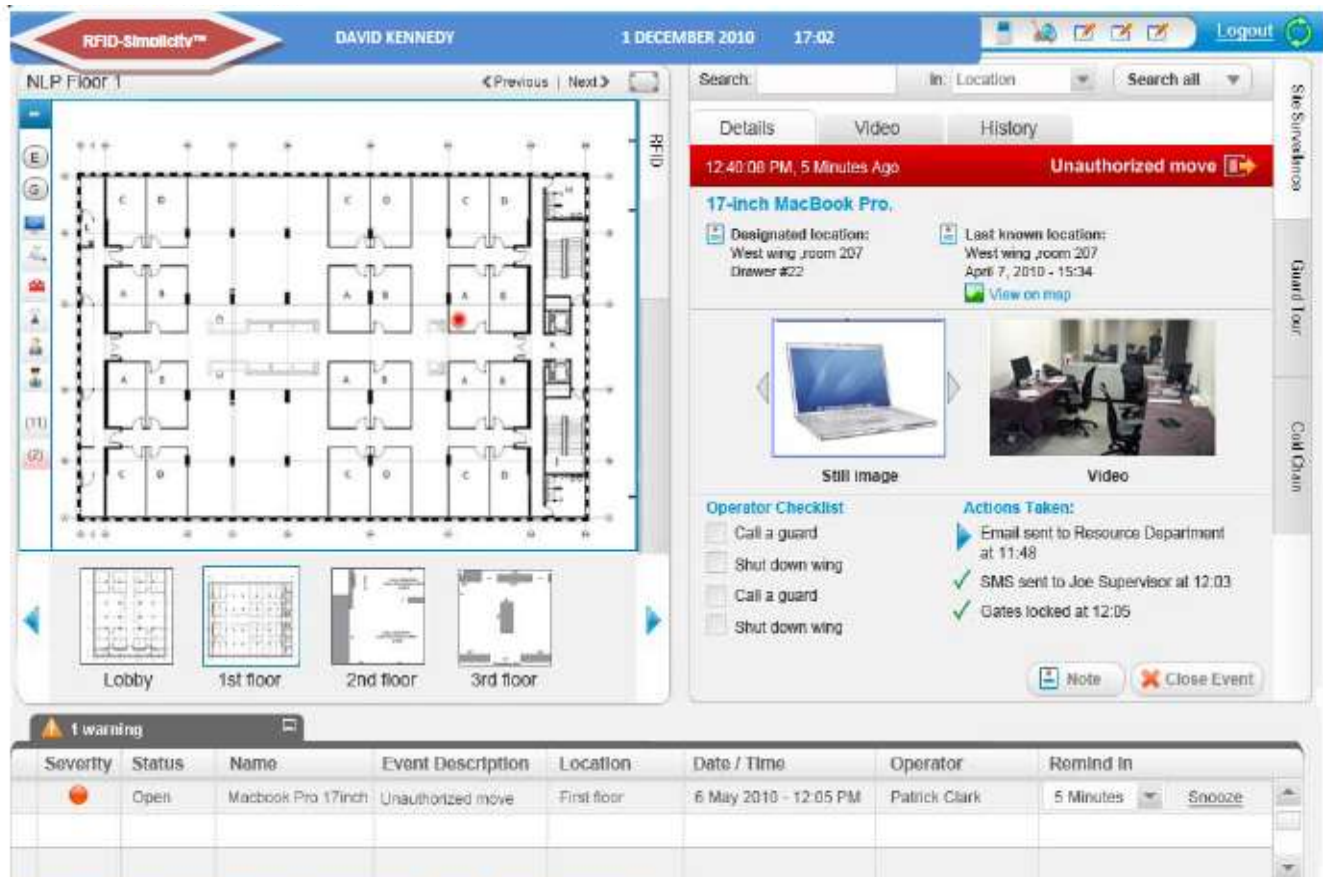 RFID-Simplicity™
DAVID KENNEDY
1 DECEMBER 2010
17:02
Logout
NLP Floor 1
Previous | Next
RFID
E
G
(11)
(2)
C D C D C D
A B A B A B
A B A B A B
C D C D C D
Lobby
1st floor
2nd floor
3rd floor
Search:
In: Location
Search all
Details
Video
History
12:40:08 PM, 5 Minutes Ago
Unauthorized move
17-inch MacBook Pro.
Designated location:
West wing ,room 207
Drawer #22
Last known location:
West wing ,room 207
April 7, 2010 - 15:34
View on map
Still image
Video
Operator Checklist
Call a guard
Shut down wing
Call a guard
Shut down wing
Actions Taken:
Email sent to Resource Department
at 11:48
SMS sent to Joe Supervisor at 12:03
Gates locked at 12:05
Note
Close Event
Site Surveilance
Guard Tour
Cold Chain
1 warning
Severity Status Name Event Description Location Date / Time Operator Remind in
Open Macbook Pro 17inch Unauthorized move First floor 6 May 2010 - 12:05 PM Patrick Clark 5 Minutes Snooze